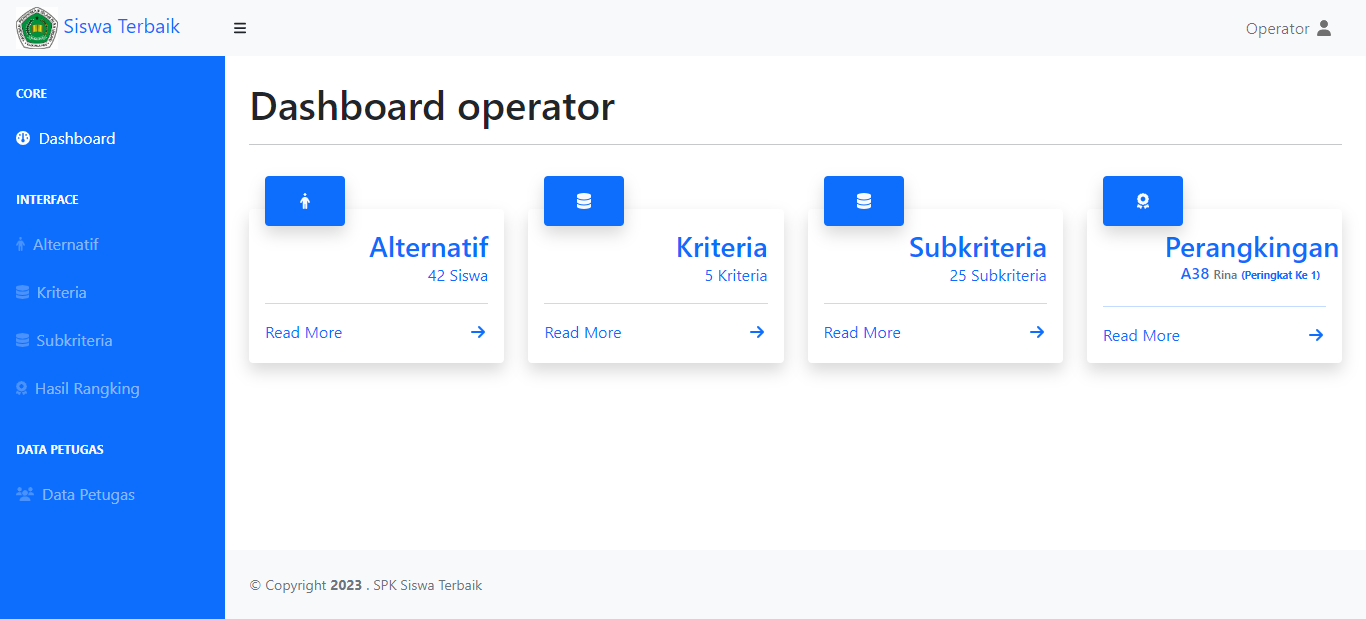 Siswa Terbaik
Operator
CORE
Dashboard
INTERFACE
Alternatif
Kriteria
Subkriteria
Hasil Rangking
DATA PETUGAS
Data Petugas
Dashboard operator
Alternatif
42 Siswa
Read More
Kriteria
5 Kriteria
Read More
Subkriteria
25 Subkriteria
Read More
Perangkingan
A38 Rina (Peringkat Ke 1)
Read More
© Copyright 2023 . SPK Siswa Terbaik